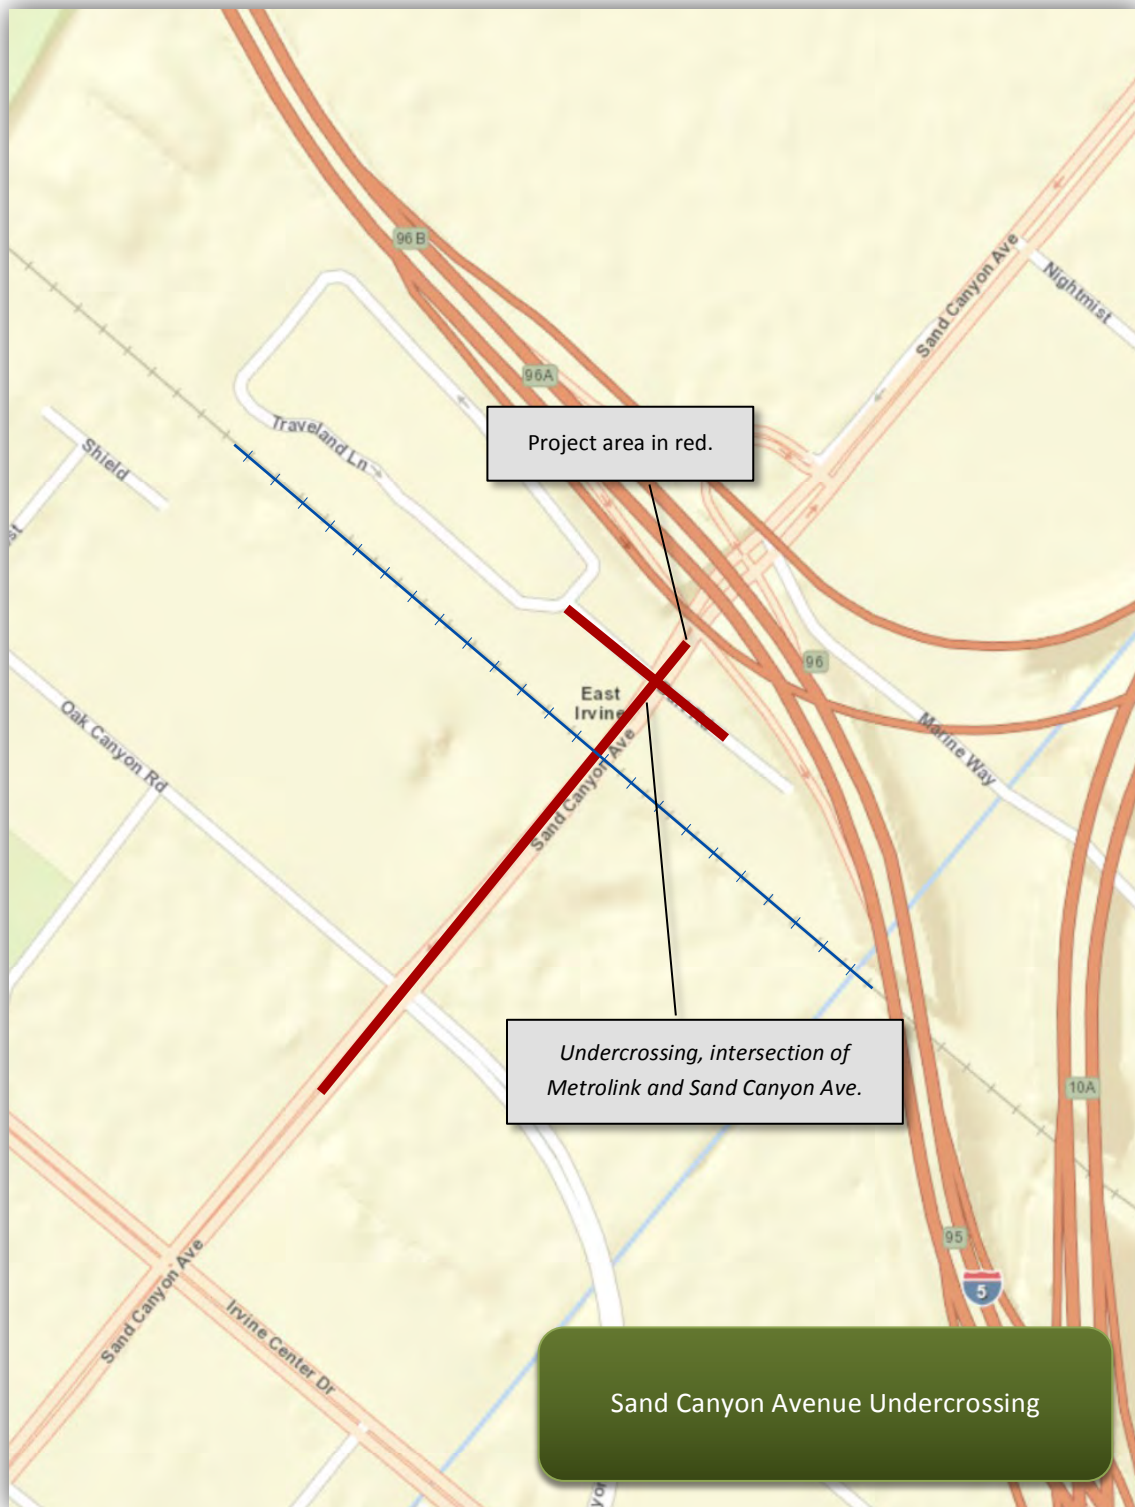 96B
Sand Canyon Ave
Nightmist
96A
Traveland Ln
Project area in red.
Shield
st
96
East
Irvine
Oak Canyon Rd
Marine Way
Sand Canyon Ave
Undercrossing, intersection of
Metrolink and Sand Canyon Ave.
10A
95
5
Sand Canyon Ave
Irvine Center Dr
Sand Canyon Avenue Undercrossing
yon